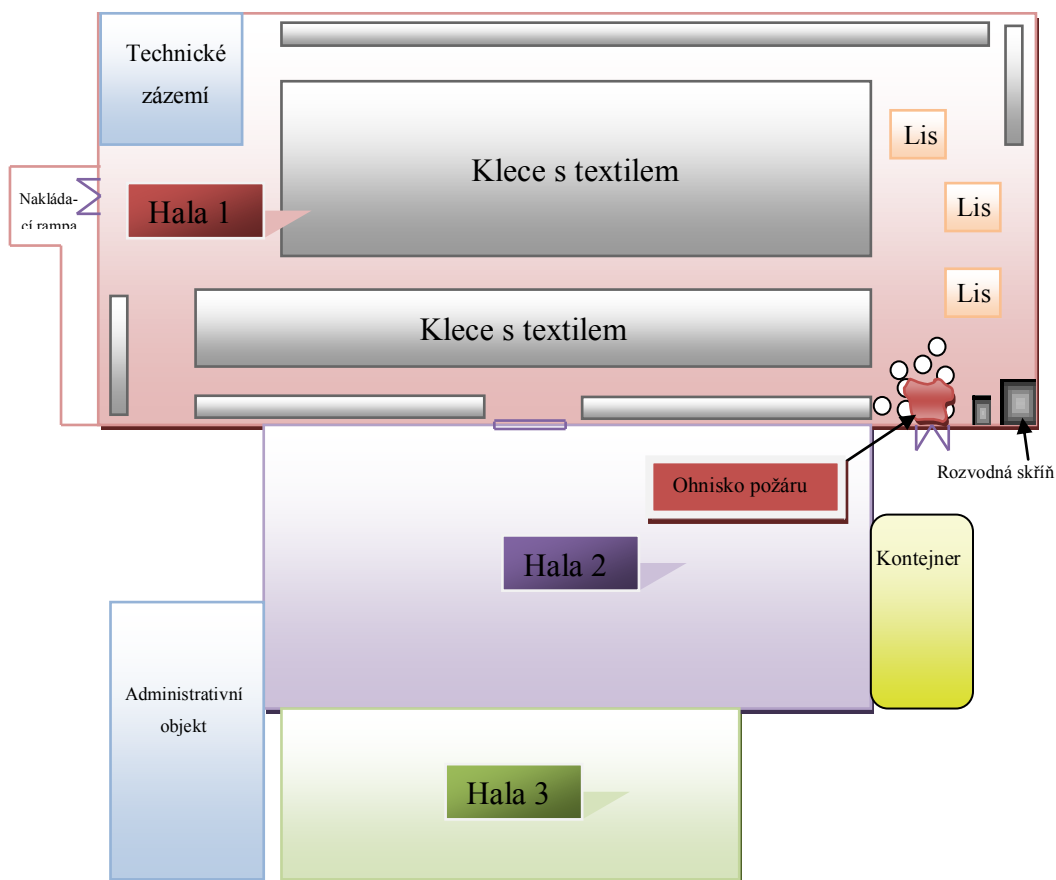 Technické
zázemí
Lis
Klece s textilem
Nakláda-
cí rampa
Hala 1
Lis
Lis
Klece s textilem
Ohnisko požáru
Rozvodná skříň
Hala 2
Kontejner
Administrativní
objekt
Hala 3